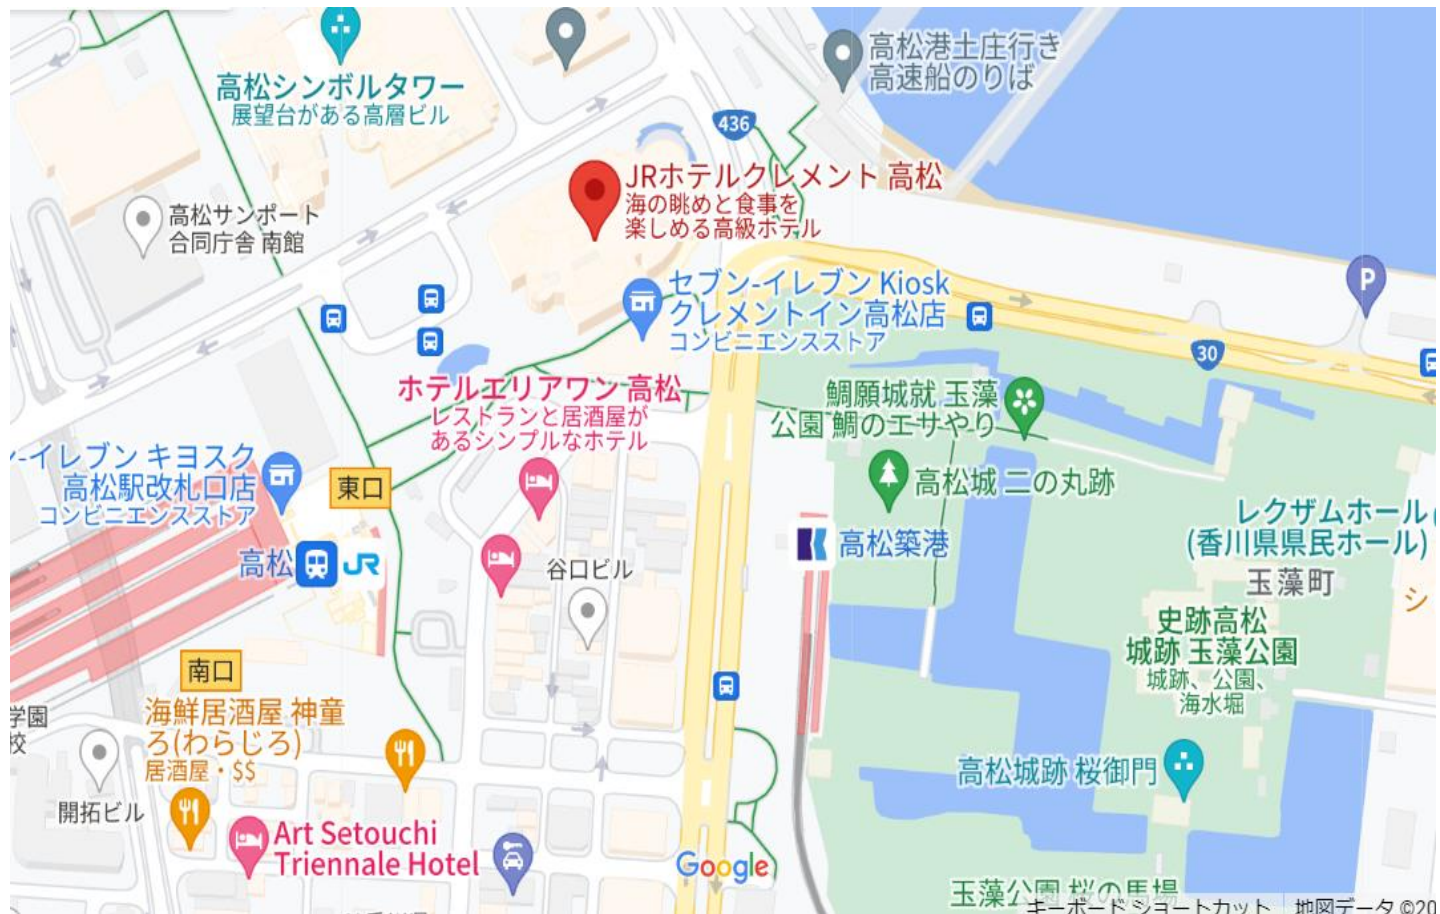 高松シンボルタワー
展望台がある高層ビル
高松港土庄行き
高速船のりば
436
JRホテルクレメント 高松
海の眺めと食事を
楽しめる高級ホテル
高松サンポート
合同庁舎 南館
セブン-イレブン Kiosk
クレメントイン高松店
コンビニエンスストア
P
30
ホテルエリアワン 高松
レストランと居酒屋が
あるシンプルなホテル
鯛願城就 玉藻
公園 鯛のエサやり
-イレブン キヨスク
高松駅改札口店
コンビニエンスストア
東口
高松城 二の丸跡
レクザムホール
(香川県県民ホール)
高松 JR
谷口ビル
高松築港
玉藻町
シ
史跡高松
城跡 玉藻公園
城跡、公園、
海水堀
南口
学園
校
海鮮居酒屋 神童
ろ(わらじろ)
居酒屋・$$
開拓ビル
高松城跡 桜御門
Art Setouchi
Triennale Hotel
Google
玉藻公園 桜の馬場
キーボード ショートカット 地図データ ©20